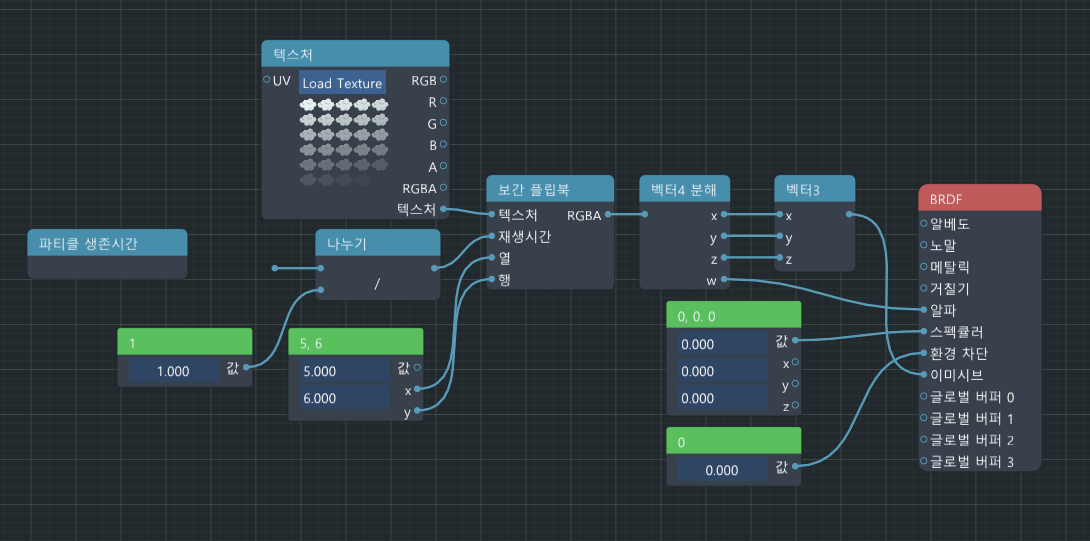 텍스처
UV
Load Texture
RGB
R
G
B
A
RGBA
텍스처
파티클 생존시간
나누기
/
1
1.000
값
5, 6
5.000
값
6.000
x
y
보간 플립북
텍스처
RGBA
재생시간
열
행
벡터4 분해
x
y
z
w
벡터3
x
y
z
0, 0. 0
0.000
값
0.000
x
0.000
y
z
0
0.000
값
BRDF
알베도
노말
메탈릭
거칠기
알파
스펙큘러
환경 차단
이미시브
글로벌 버퍼 0
글로벌 버퍼 1
글로벌 버퍼 2
글로벌 버퍼 3